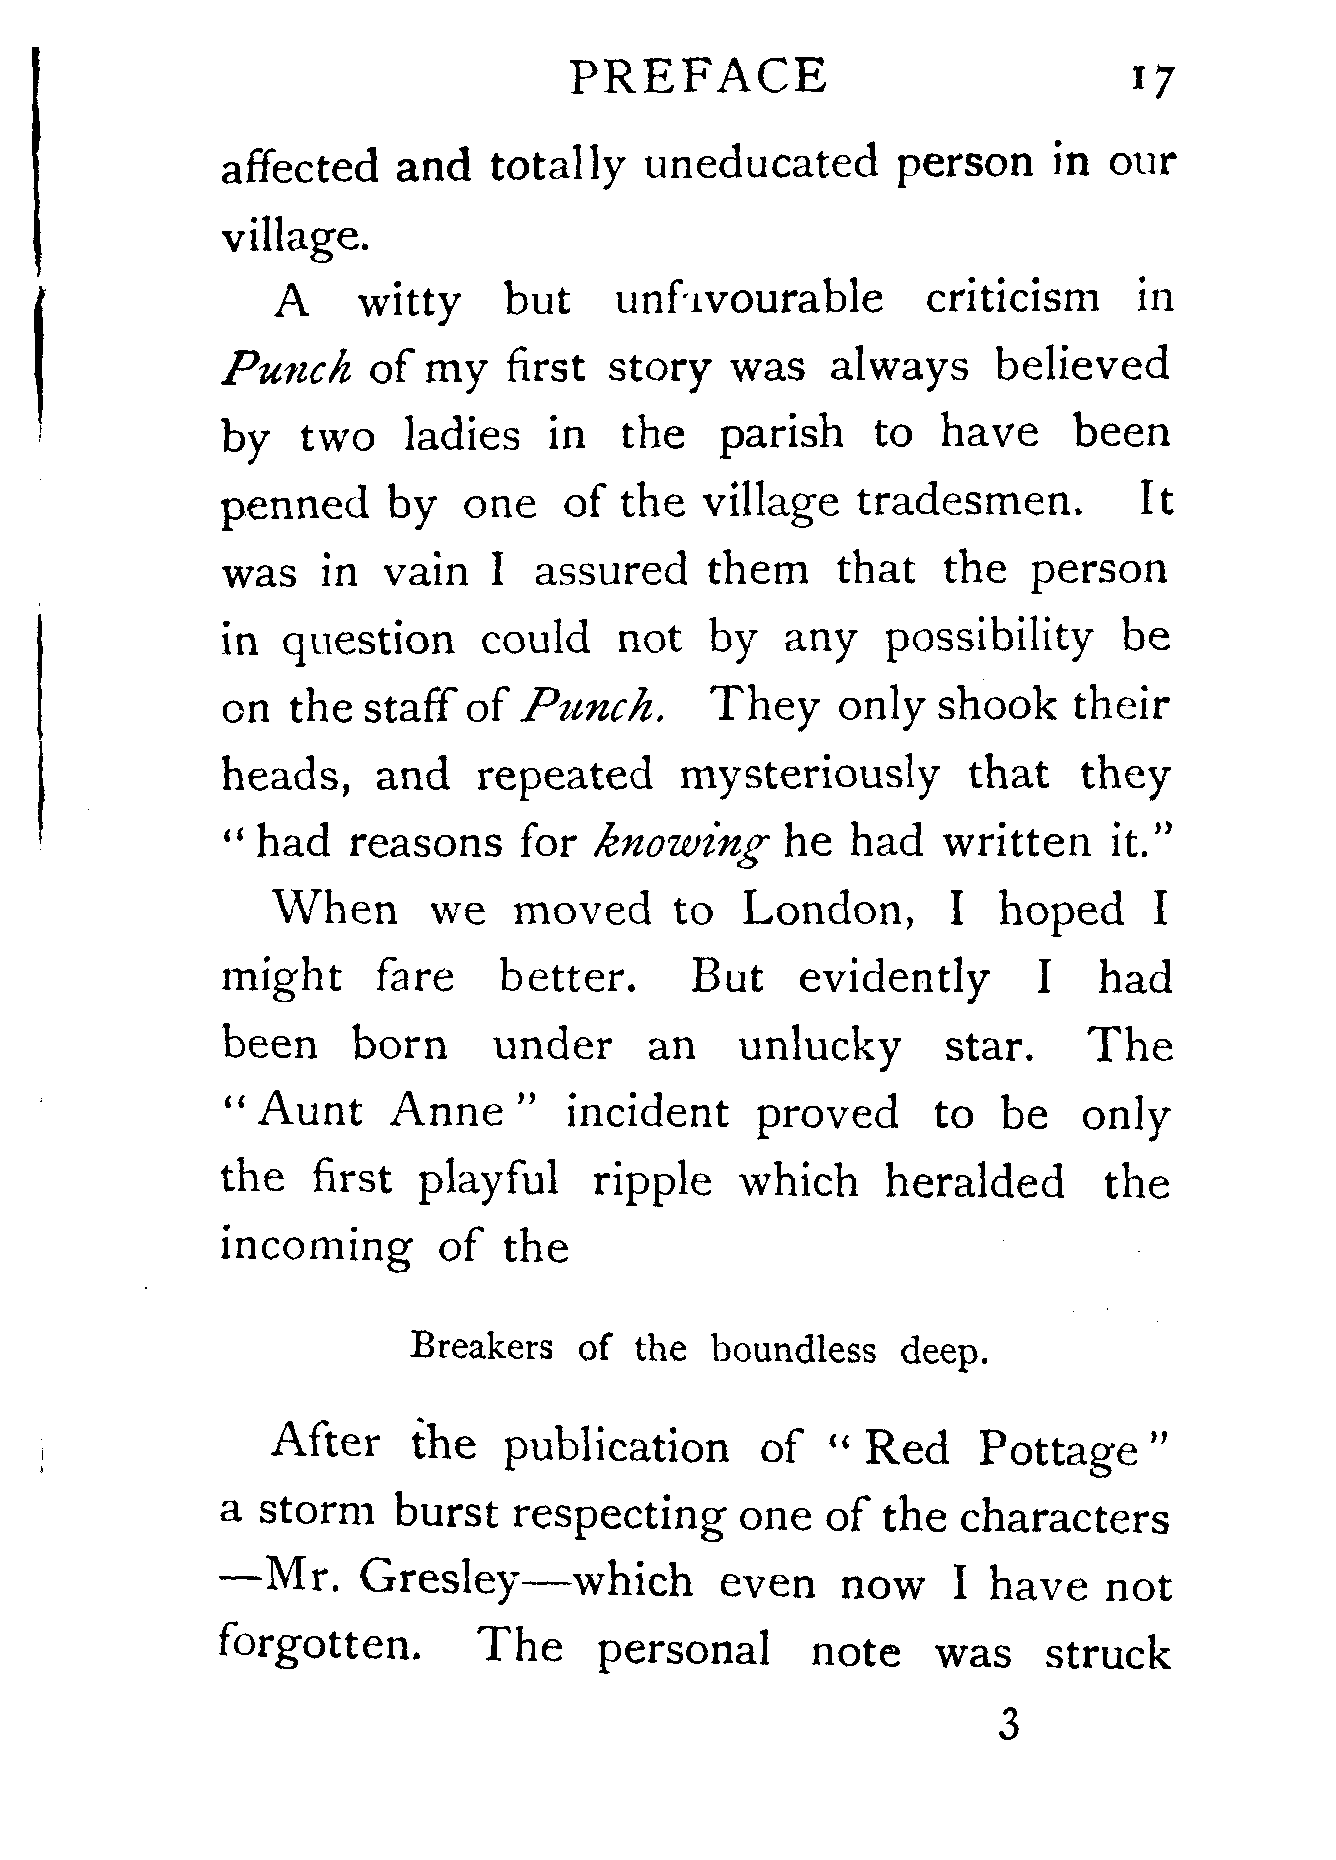 PREFACE 17
affected and totally uneducated person in our
village.
A witty but unfavourable criticism in
Punch of my first story was always believed
by two ladies in the parish to have been
penned by one of the village tradesmen. It
was in vain I assured them that the person
in question could not by any possibility be
on the staff of Punch. They only shook their
heads, and repeated mysteriously that they
“ had reasons for knowing he had written it.”
When we moved to London, I hoped I
might fare better. But evidently I had
been born under an unlucky star. The
“ Aunt Anne ” incident proved to be only
the first playful ripple which heralded the
incoming of the
Breakers of the boundless deep.
After the publication of “ Red Pottage ”
a storm burst respecting one of the characters
—Mr. Gresley—which even now I have not
forgotten. The personal note was struck
3